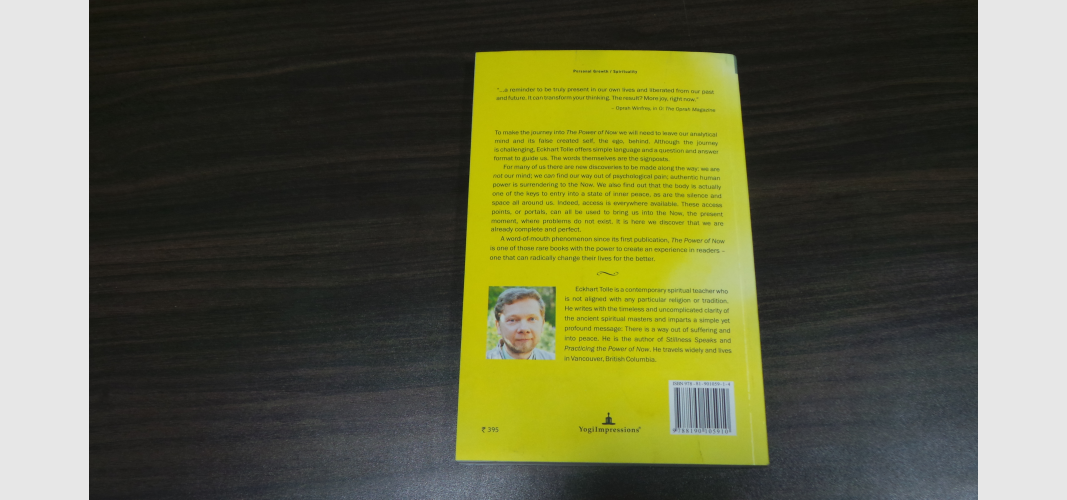 Personal Growth / Spirituality
"...a reminder to be truly present in our own lives and liberated from our past
and future. It can transform your thinking. The result? More joy, right now."
– Oprah Winfrey, in O: The Oprah Magazine
To make the journey into The Power of Now we will need to leave our analytical
mind and its false created self, the ego, behind. Although the journey
is challenging, Eckhart Tolle offers simple language and a question and answer
format to guide us. The words themselves are the signposts.
For many of us there are new discoveries to be made along the way: we are
not our mind; we can find our way out of psychological pain; authentic human
power is surrendering to the Now. We also find out that the body is actually
one of the keys to entry into a state of inner peace, as are the silence and
space all around us. Indeed, access is everywhere available. These access
points, or portals, can all be used to bring us into the Now, the present
moment, where problems do not exist. It is here we discover that we are
already complete and perfect.
A word-of-mouth phenomenon since its first publication, The Power of Now
is one of those rare books with the power to create an experience in readers –
one that can radically change their lives for the better.
Eckhart Tolle is a contemporary spiritual teacher who
is not aligned with any particular religion or tradition.
He writes with the timeless and uncomplicated clarity of
the ancient spiritual masters and imparts a simple yet
profound message: There is a way out of suffering and
into peace. He is the author of Stillness Speaks and
Practicing the Power of Now. He travels widely and lives
in Vancouver, British Columbia.
₹ 395
YogiImpressions®